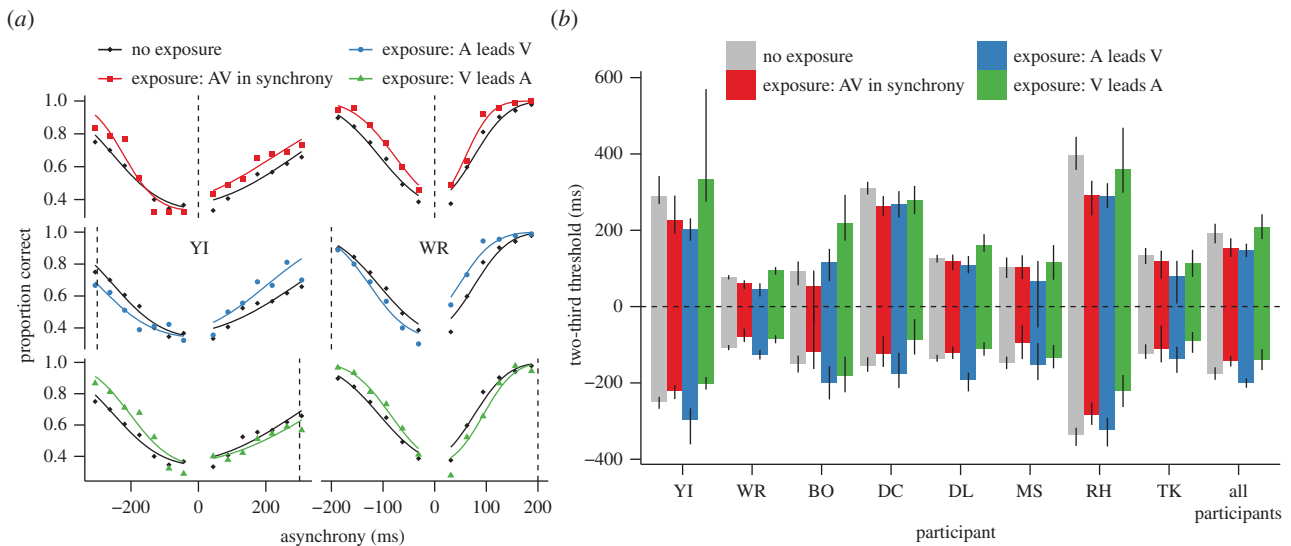 (a)
no exposure
exposure: A leads V
exposure: AV in synchrony
exposure: V leads A
1.0
0.8
0.6
0.4
1.0
0.8
0.6
0.4
YI
WR
1.0
0.8
0.6
0.4
proportion correct
−200 0 200 −200 −100 0 100 200
asynchrony (ms)
(b)
no exposure
exposure: A leads V
exposure: AV in synchrony
exposure: V leads A
600
400
200
0
−200
−400
two-third threshold (ms)
YI WR BO DC DL MS RH TK all
participants
participant